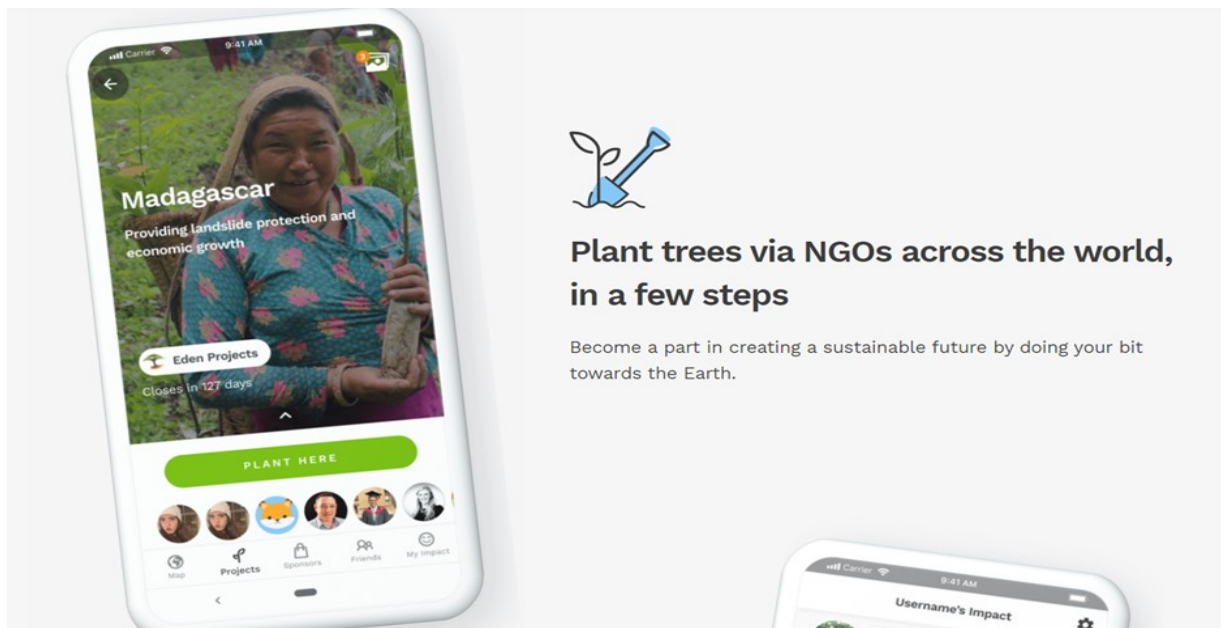 Carrier
9:41 AM
3
Madagascar
Providing landslide protection and
economic growth
Eden Projects
Closes in 127 days
PLANT HERE
Map
Projects
Sponsors
Friends
My Impact
Plant trees via NGOs across the world,
in a few steps
Become a part in creating a sustainable future by doing your bit
towards the Earth.
Carrier
9:41 AM
Username's Impact